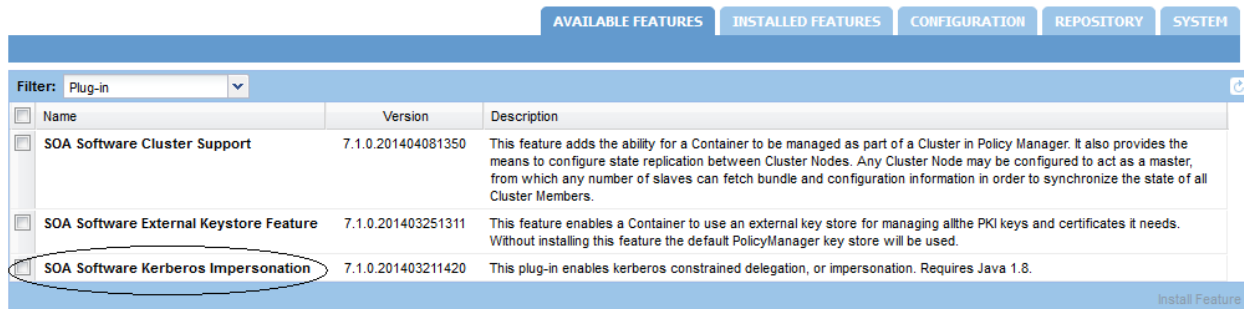 AVAILABLE FEATURES INSTALLED FEATURES CONFIGURATION REPOSITORY SYSTEM
Filter: Plug-in
Name Version Description
SOA Software Cluster Support 7.1.0.201404081350 This feature adds the ability for a Container to be managed as part of a Cluster in Policy Manager. It also provides the
means to configure state replication between Cluster Nodes. Any Cluster Node may be configured to act as a master,
from which any number of slaves can fetch bundle and configuration information in order to synchronize the state of all
Cluster Members.
SOA Software External Keystore Feature 7.1.0.201403251311 This feature enables a Container to use an external key store for managing allthe PKI keys and certificates it needs.
Without installing this feature the default PolicyManager key store will be used.
SOA Software Kerberos Impersonation 7.1.0.201403211420 This plug-in enables kerberos constrained delegation, or impersonation. Requires Java 1.8.
Install Feature